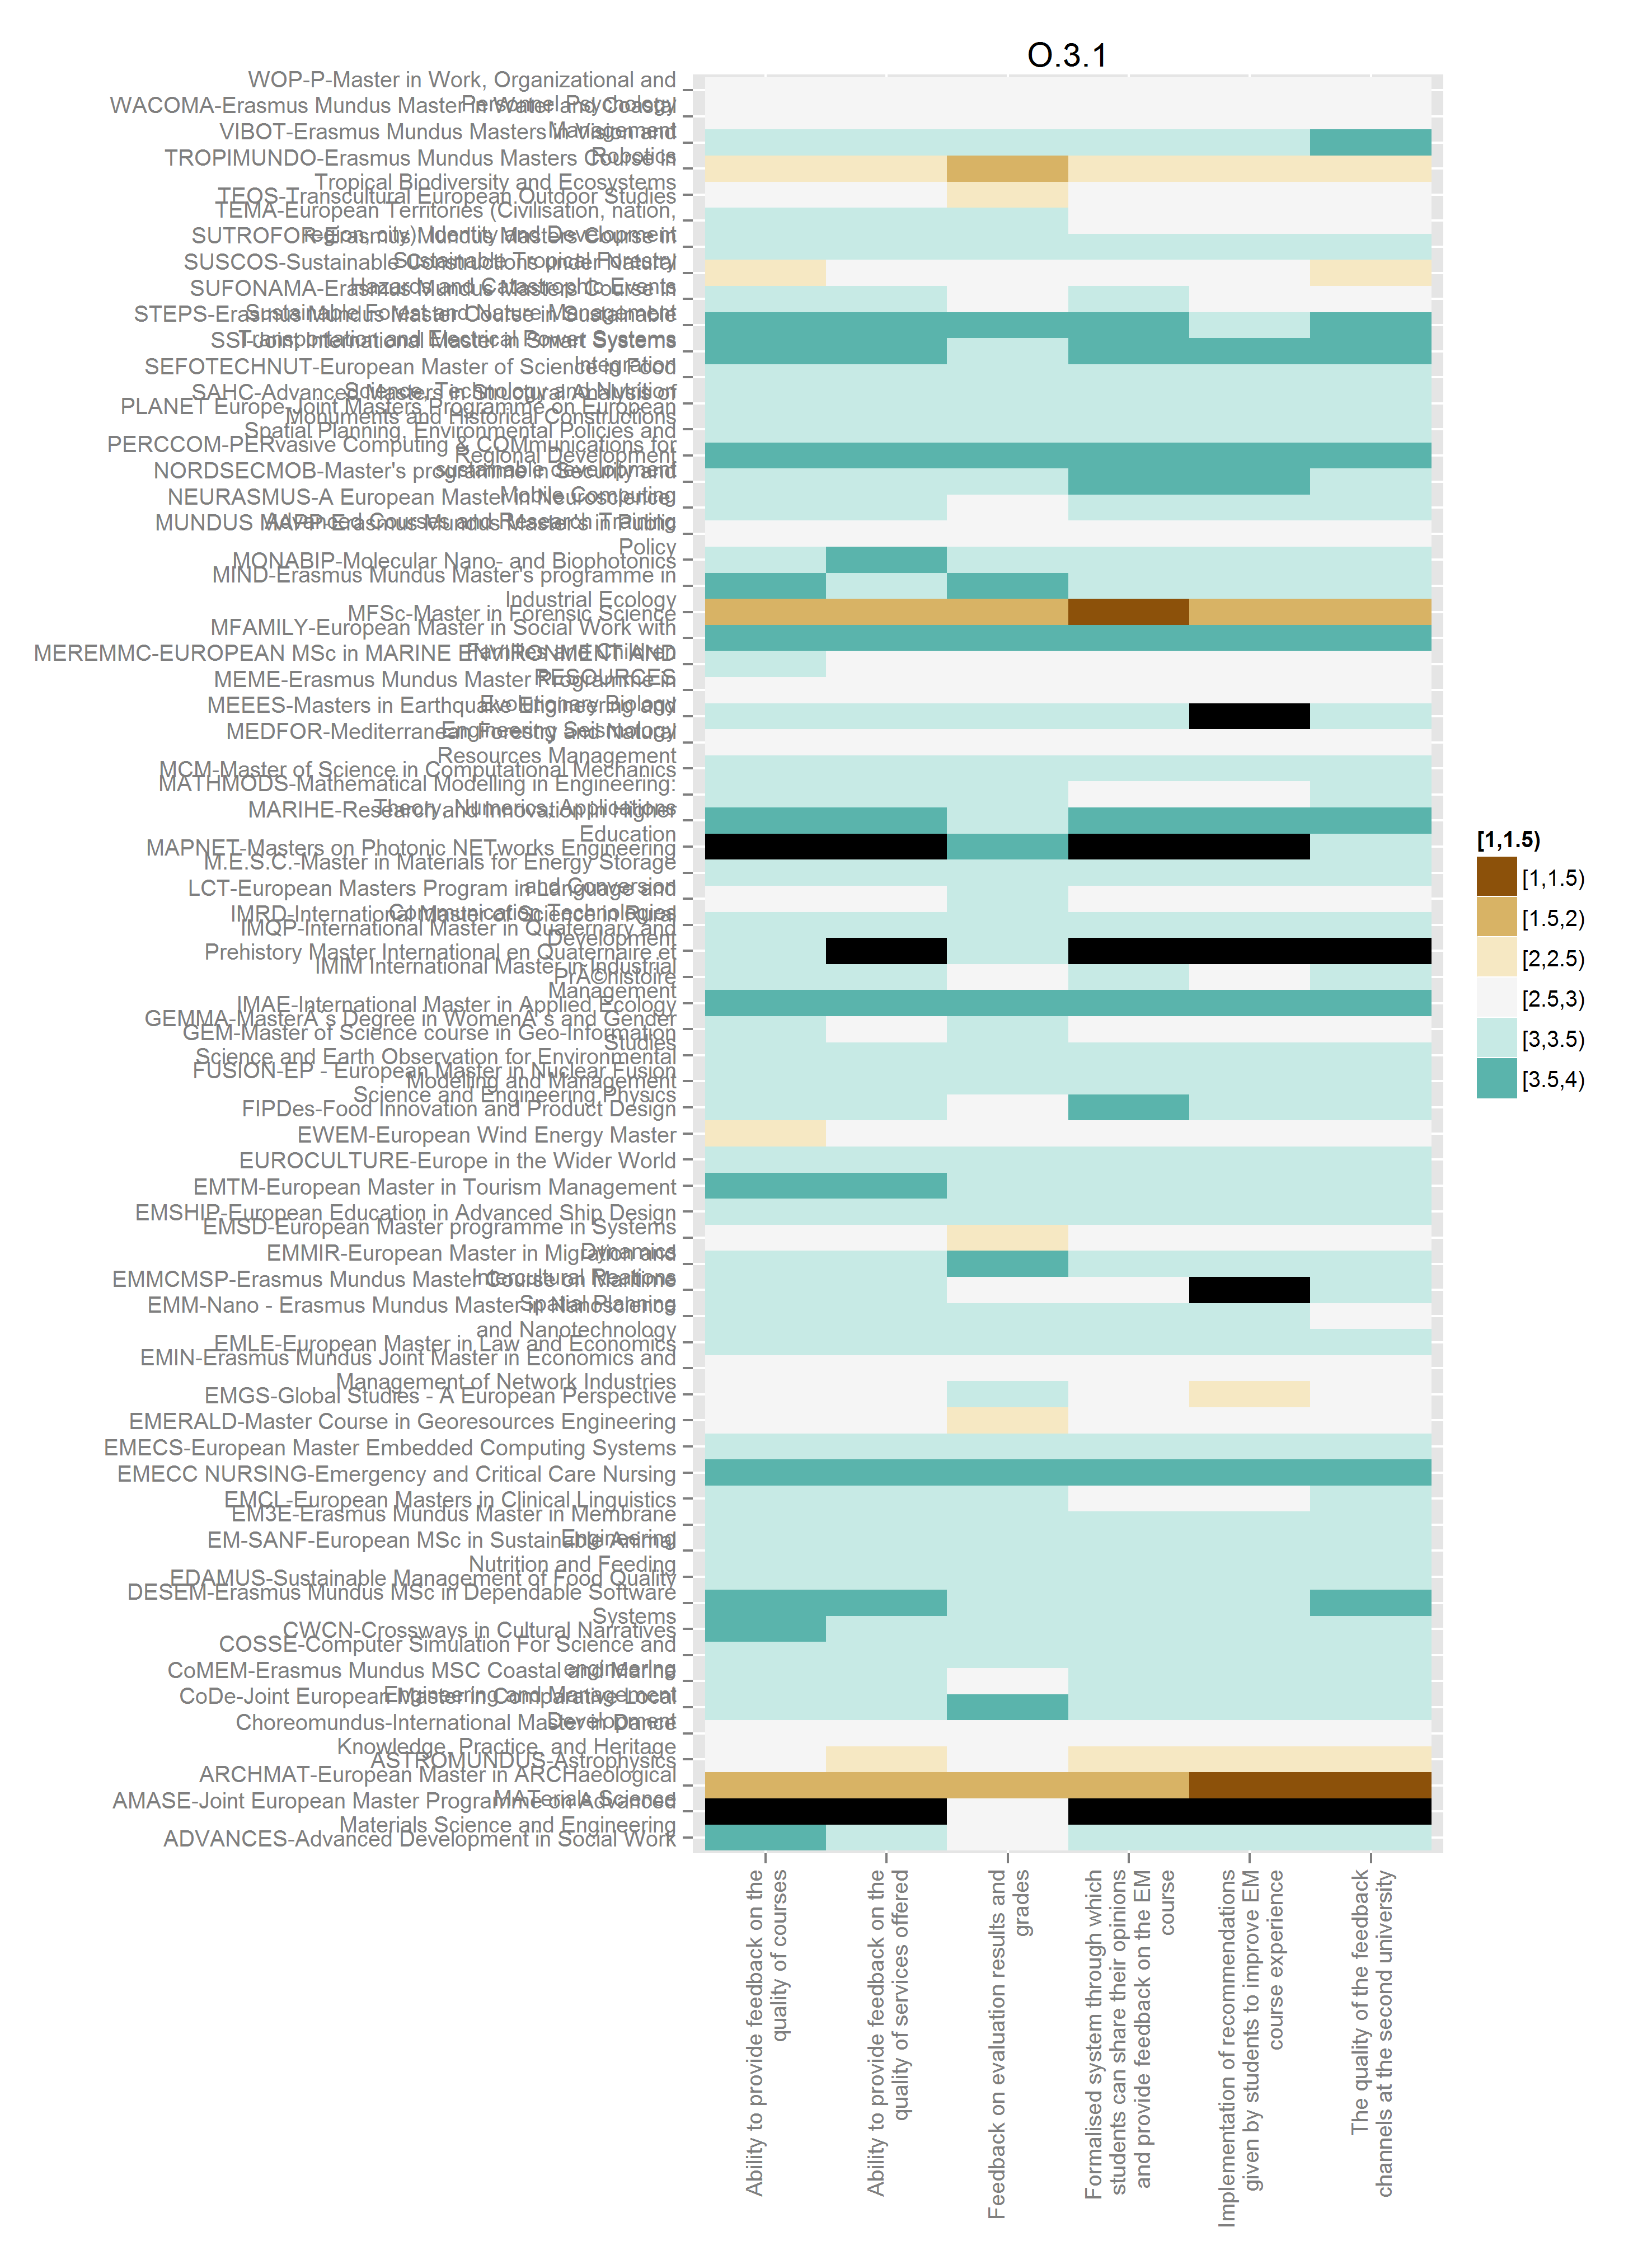 O.3.1
WOP-P-Master in Work, Organizational and
Personnel Psychology
WACOMA-Erasmus Mundus Master in Water and Coastal
Management
VIBOT-Erasmus Mundus Masters in Vision and
Robotics
TROPIMUNDO-Erasmus Mundus Masters Course in
Tropical Biodiversity and Ecosystems
TEOS-Transcultural European Outdoor Studies
TEMA-European Territories (Civilisation, nation,
region, city) Identity and Development
SUTROFOR-Erasmus Mundus Masters Course in
Sustainable Tropical Forestry
SUSCOS-Sustainable Constructions under Natural
Hazards and Catastrophic Events
SUFONAMA-Erasmus Mundus Masters Course in
Sustainable Forest and Nature Management
STEPS-Erasmus Mundus Master Course in Sustainable
Transportation and Electrical Power Systems
SSI-Joint International Master in Smart Systems
Integration
SEFOTECHNUT-European Master of Science in Food
Science, Technology and Nutrition
SAHC-Advanced Masters in Structural Analysis of
Monuments and Historical Constructions
PLANET Europe-Joint Masters Programme on European
Spatial Planning, Environmental Policies and
Regional Development
PERCCOM-PERvasive Computing & COMmunications for
sustainable development
NORDSECMOB-Master's programme in Security and
Mobile Computing
NEURASMUS-A European Master in Neuroscience:
Advanced Courses and Research Training
MUNDUS MAPP-Erasmus Mundus Master's in Public
Policy
MONABIP-Molecular Nano- and Biophotonics
MIND-Erasmus Mundus Master's programme in
Industrial Ecology
MFSc-Master in Forensic Science
MFAMILY-European Master in Social Work with
Families and Children
MEREMMC-EUROPEAN MSc in MARINE ENVIRONMENT AND
RESOURCES
MEME-Erasmus Mundus Master Programme in
Evolutionary Biology
MEEES-Masters in Earthquake Engineering and
Engineering Seismology
MEDFOR-Mediterranean Forestry and Natural
Resources Management
MCM-Master of Science in Computational Mechanics
MATHMODS-Mathematical Modelling in Engineering:
Theory, Numerics, Applications
MARIHE-Research and Innovation in Higher
Education
MAPNET-Masters on Photonic NETworks Engineering
M.E.S.C.-Master in Materials for Energy Storage
and Conversion
LCT-European Masters Program in Language and
Communication Technologies
IMRD-International Master of Science in Rural
Development
IMQP-International Master in Quaternary and
Prehistory Master International en Quaternaire et
PrÃ©histoire
IMIM International Master in Industrial
Management
IMAE-International Master in Applied Ecology
GEMMA-MasterÂ´s Degree in WomenÂ´s and Gender
Studies
GEM-Master of Science course in Geo-Information
Science and Earth Observation for Environmental
Modelling and Management
FUSION-EP - European Master in Nuclear Fusion
Science and Engineering Physics
FIPDes-Food Innovation and Product Design
EWEM-European Wind Energy Master
EUROCULTURE-Europe in the Wider World
EMTM-European Master in Tourism Management
EMSHIP-European Education in Advanced Ship Design
EMSD-European Master programme in Systems
Dynamics
EMMIR-European Master in Migration and
Intercultural Reations
EMMCMSP-Erasmus Mundus Master Course on Maritime
Spatial Planning
EMM-Nano - Erasmus Mundus Master in Nanoscience
and Nanotechnology
EMLE-European Master in Law and Economics
EMIN-Erasmus Mundus Joint Master in Economics and
Management of Network Industries
EMGS-Global Studies - A European Perspective
EMERALD-Master Course in Georesources Engineering
EMECS-European Master Embedded Computing Systems
EMECC NURSING-Emergency and Critical Care Nursing
EMCL-European Masters in Clinical Linguistics
EM3E-Erasmus Mundus Master in Membrane
Engineering
EM-SANF-European MSc in Sustainable Animal
Nutrition and Feeding
EDAMUS-Sustainable Management of Food Quality
DESEM-Erasmus Mundus MSc in Dependable Software
Systems
CWCN-Crossways in Cultural Narratives
COSSE-Computer Simulation For Science and
engineering
CoMEM-Erasmus Mundus MSC Coastal and Marine
Engineering and Management
CoDe-Joint European Master in Comparative Local
Development
Choreomundus-International Master in Dance
Knowledge, Practice, and Heritage
ASTROMUNDUS-Astrophysics
ARCHMAT-European Master in ARCHaeological
MATerials Science
AMASE-Joint European Master Programme on Advanced
Materials Science and Engineering
ADVANCES-Advanced Development in Social Work
Ability to provide feedback on the
quality of courses
Ability to provide feedback on the
quality of services offered
Feedback on evaluation results and
grades
Formalised system through which
students can share their opinions
and provide feedback on the EM
course
Implementation of recommendations
given by students to improve EM
course experience
The quality of the feedback
channels at the second university
[1,1.5)
[1,1.5)
[1.5,2)
[2,2.5)
[2.5,3)
[3,3.5)
[3.5,4)